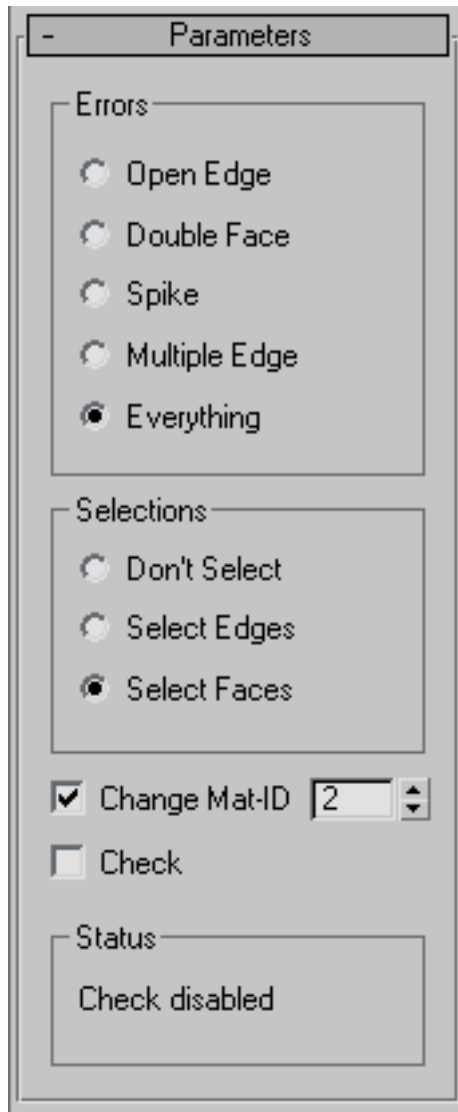 - Parameters
Errors
Open Edge
Double Face
Spike
Multiple Edge
Everything
Selections
Don't Select
Select Edges
Select Faces
Change Mat-ID 2
Check
Status
Check disabled